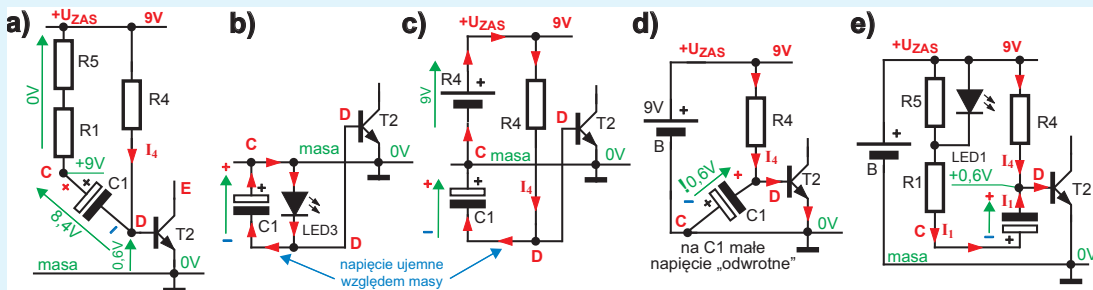 a)
+UZAS 9V
R5
0V
R4
R1
C
+9V
I4
C1
8,4V
D
E
T2
0,6V
masa
0V
b)
C
masa
D
T2
0V
C1
LED3
napięcie ujemne
względem masy
c)
+UZAS 9V
R4
9V
R4
D
T2
C
masa
0V
C1
D
d)
+UZAS 9V
9V
B
R4
I4
!0,6V
D
T2
C1
C
0V
na C1 małe
napięcie „odwrotne”
e)
+UZAS 9V
R5
R4
LED1
I4
+0,6V
D
B
R1
T2
C
I1
I1
C1
masa
0V